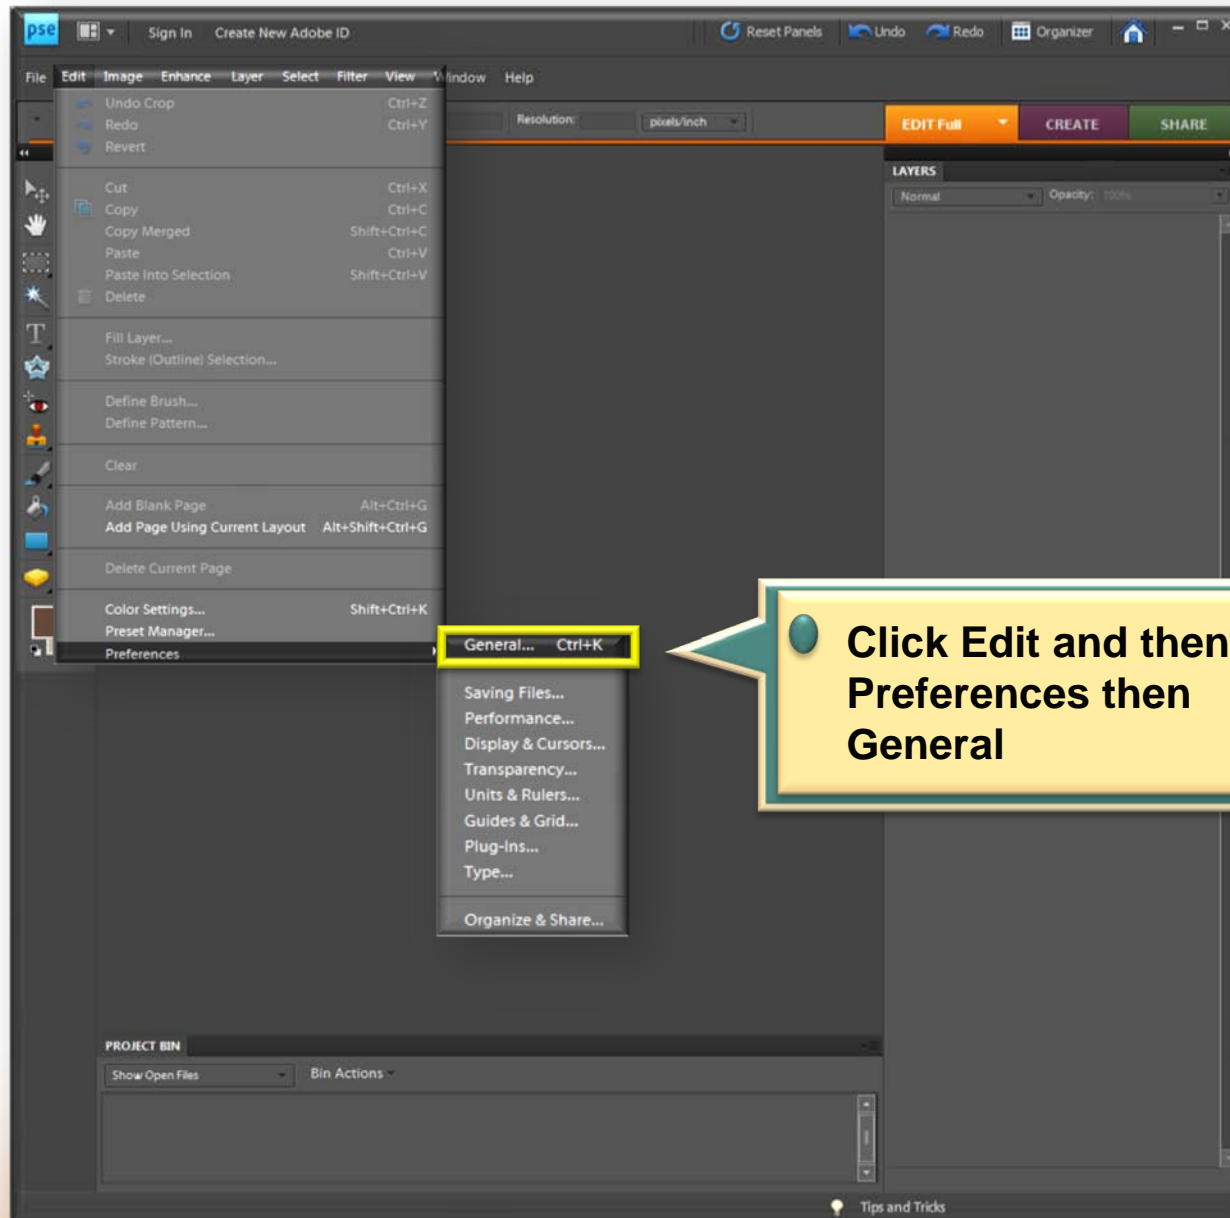 pse Sign In Create New Adobe ID Reset Panels Undo Redo Organizer
File Edit Image Enhance Layer Select Filter View Window Help
Resolution: pixels/inch EDIT Full CREATE SHARE
Undo Crop Ctrl+Z
Redo Ctrl+Y
Revert
Cut Ctrl+X
Copy Ctrl+C
Copy Merged Shift+Ctrl+C
Paste Ctrl+V
Paste Into Selection Shift+Ctrl+V
Delete
Fill Layer...
Stroke (Outline) Selection...
Define Brush...
Define Pattern...
Clear
Add Blank Page Alt+Ctrl+G
Add Page Using Current Layout Alt+Shift+Ctrl+G
Delete Current Page
Color Settings... Shift+Ctrl+K
Preset Manager...
Preferences
General... Ctrl+K
Saving Files...
Performance...
Display & Cursors...
Transparency...
Units & Rulers...
Guides & Grid...
Plug-Ins...
Type...
Organize & Share...
LAYERS
Normal Opacity: 100%
T
Click Edit and then
Preferences then
General
PROJECT BIN
Show Open Files Bin Actions
Tips and Tricks